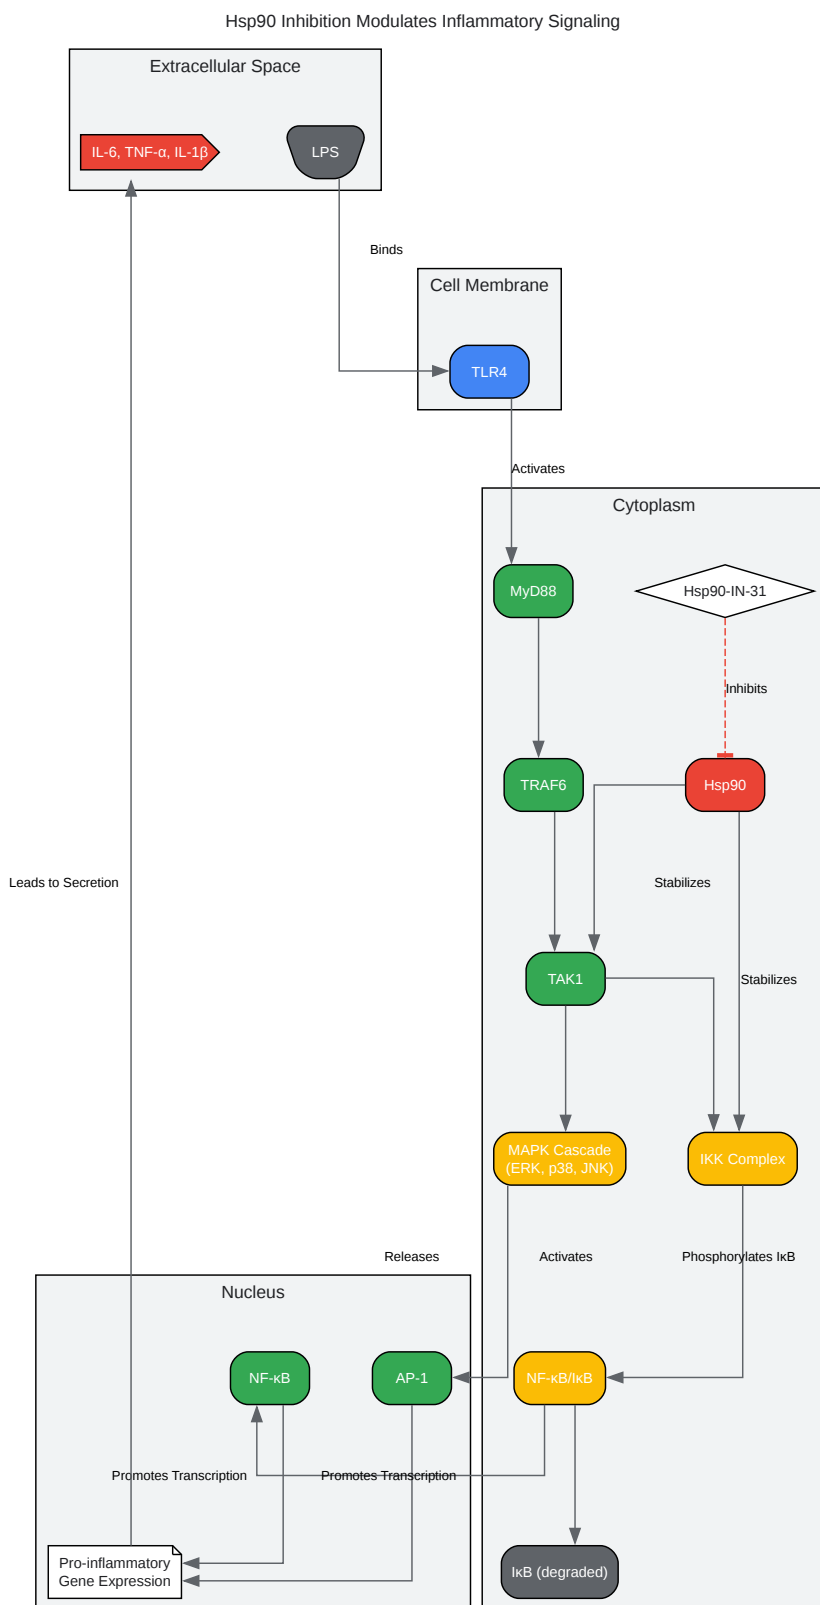 Hsp90 Inhibition Modulates Inflammatory Signaling
Extracellular Space
IL-6, TNF-α, IL-1β
LPS
Binds
Cell Membrane
TLR4
Activates
Cytoplasm
MyD88
Hsp90-IN-31
Inhibits
TRAF6
Hsp90
Leads to Secretion
Stabilizes
TAK1
Stabilizes
MAPK Cascade
(ERK, p38, JNK)
IKK Complex
Releases
Activates
Phosphorylates IκB
Nucleus
NF-κB
AP-1
NF-κB/IκB
Promotes Transcription
Promotes Transcription
Pro-inflammatory
Gene Expression
IκB (degraded)